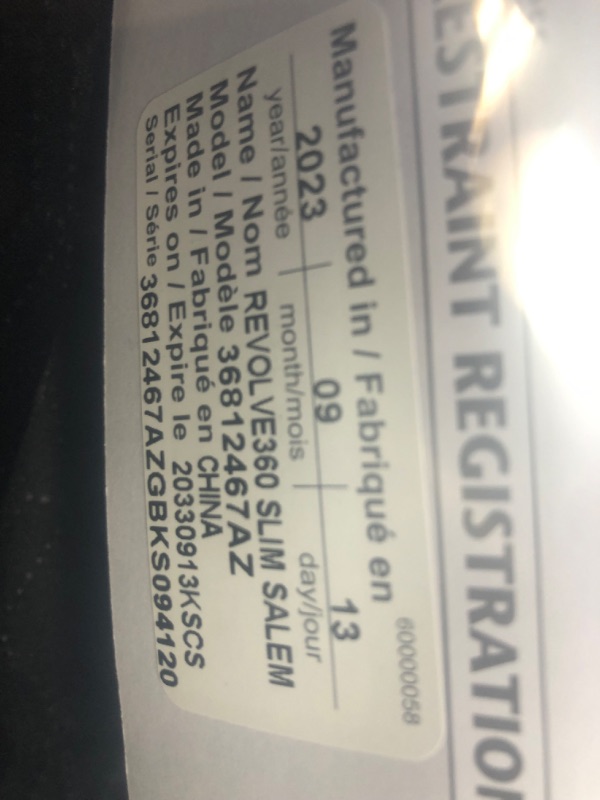 ESTRAINT REGISTRATION
60000058
Manufactured in / Fabriqué en
2023 | 09 | 13
year/année | month/mois | day/jour
Name / Nom REVOLVE360 SLIM SALEM
Model / Modèle 36812467AZ
Made in / Fabriqué en CHINA
Expires on / Expire le 20330913KSCS
Serial / Série 36812467AZGBKS094120